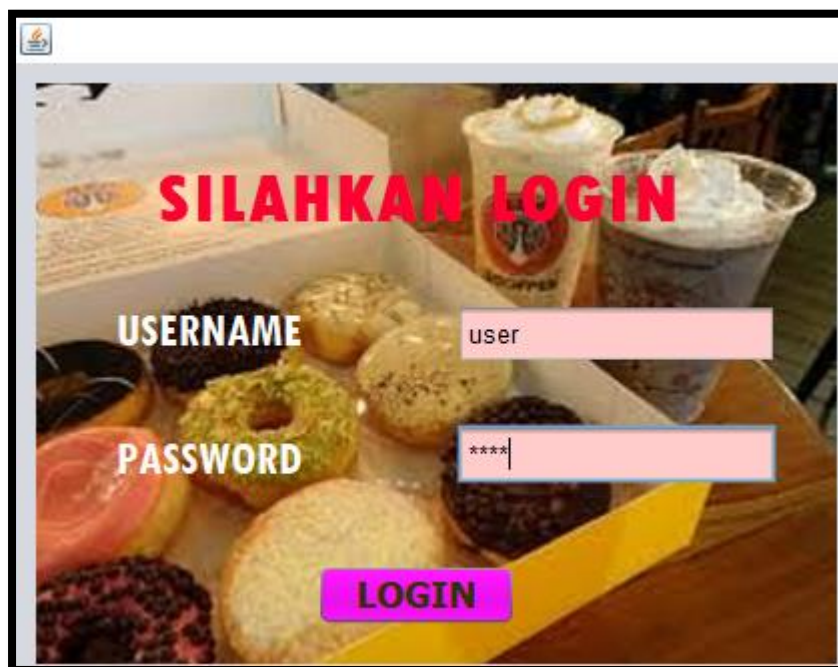 SILAHKAN LOGIN
USERNAME
user
PASSWORD
****
LOGIN